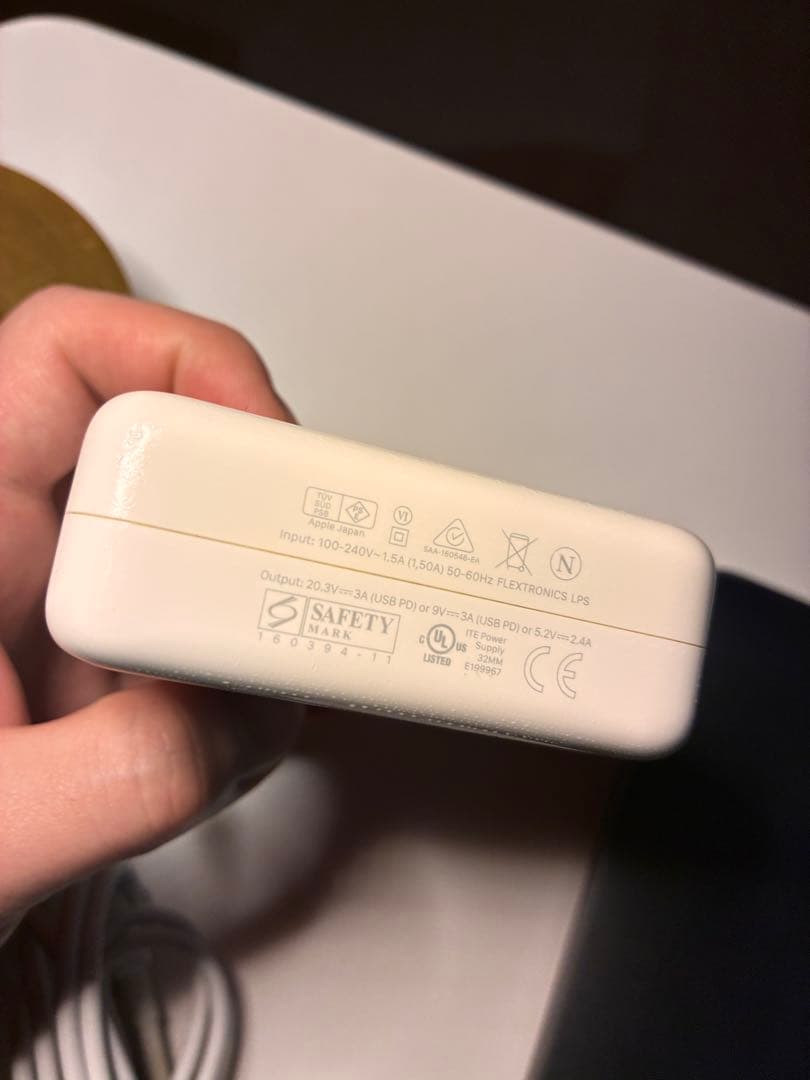 TÜV
SÜD
PSB
PS
E
Apple Japan
VI
SAA-160546-EA
N
Input: 100-240V~1.5A (1,50A) 50-60Hz FLEXTRONICS LPS
Output: 20.3V⎓3A (USB PD) or 9V⎓3A (USB PD) or 5.2V⎓2.4A
SAFETY
MARK
160394-11
C UL US
LISTED
ITE Power
Supply
32MM
E199967
CE